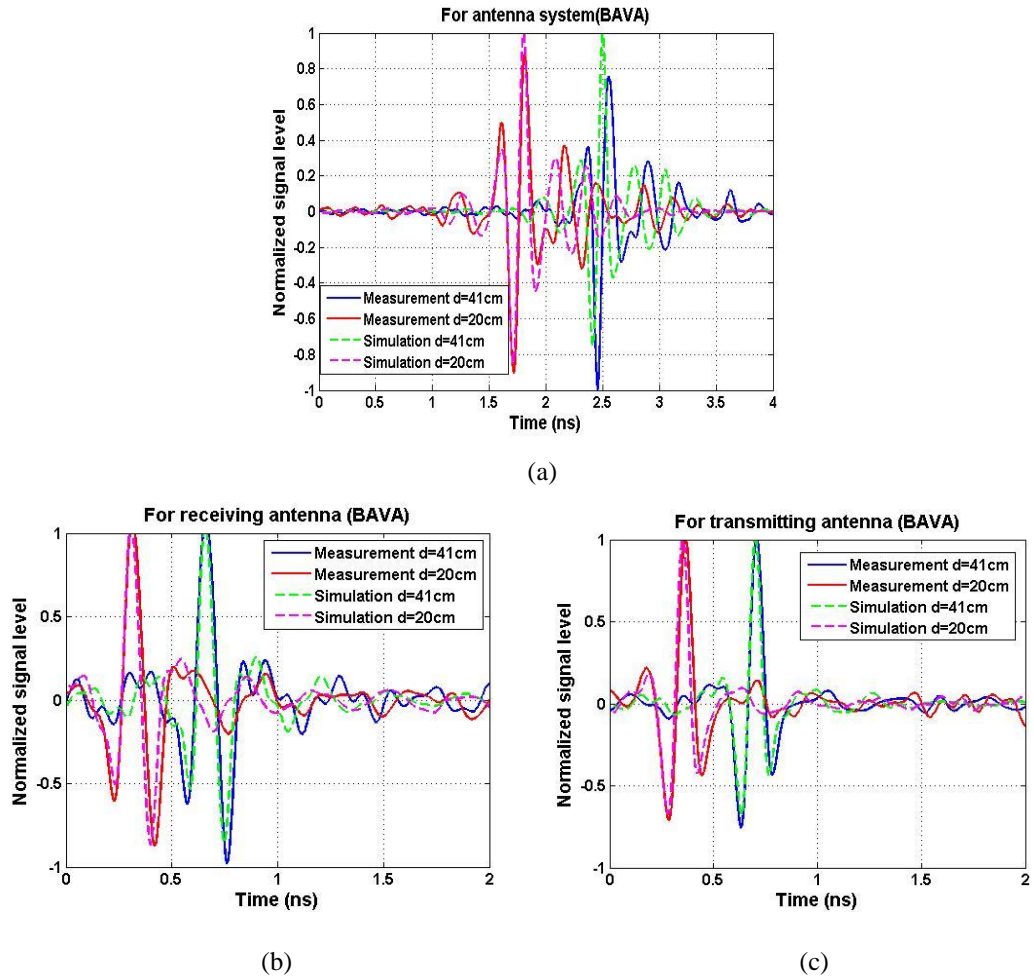 For antenna system(BAVA)
Normalized signal level
1
0.8
0.6
0.4
0.2
0
-0.2
-0.4
-0.6
-0.8
-1
Measurement d=41cm
Measurement d=20cm
Simulation d=41cm
Simulation d=20cm
0 0.5 1 1.5 2 2.5 3 3.5 4
Time (ns)
(a)
For receiving antenna (BAVA)
Normalized signal level
1
0.5
0
-0.5
-1
Measurement d=41cm
Measurement d=20cm
Simulation d=41cm
Simulation d=20cm
0 0.5 1 1.5 2
Time (ns)
(b)
For transmitting antenna (BAVA)
Normalized signal level
1
0.5
0
-0.5
-1
Measurement d=41cm
Measurement d=20cm
Simulation d=41cm
Simulation d=20cm
0 0.5 1 1.5 2
Time (ns)
(c)